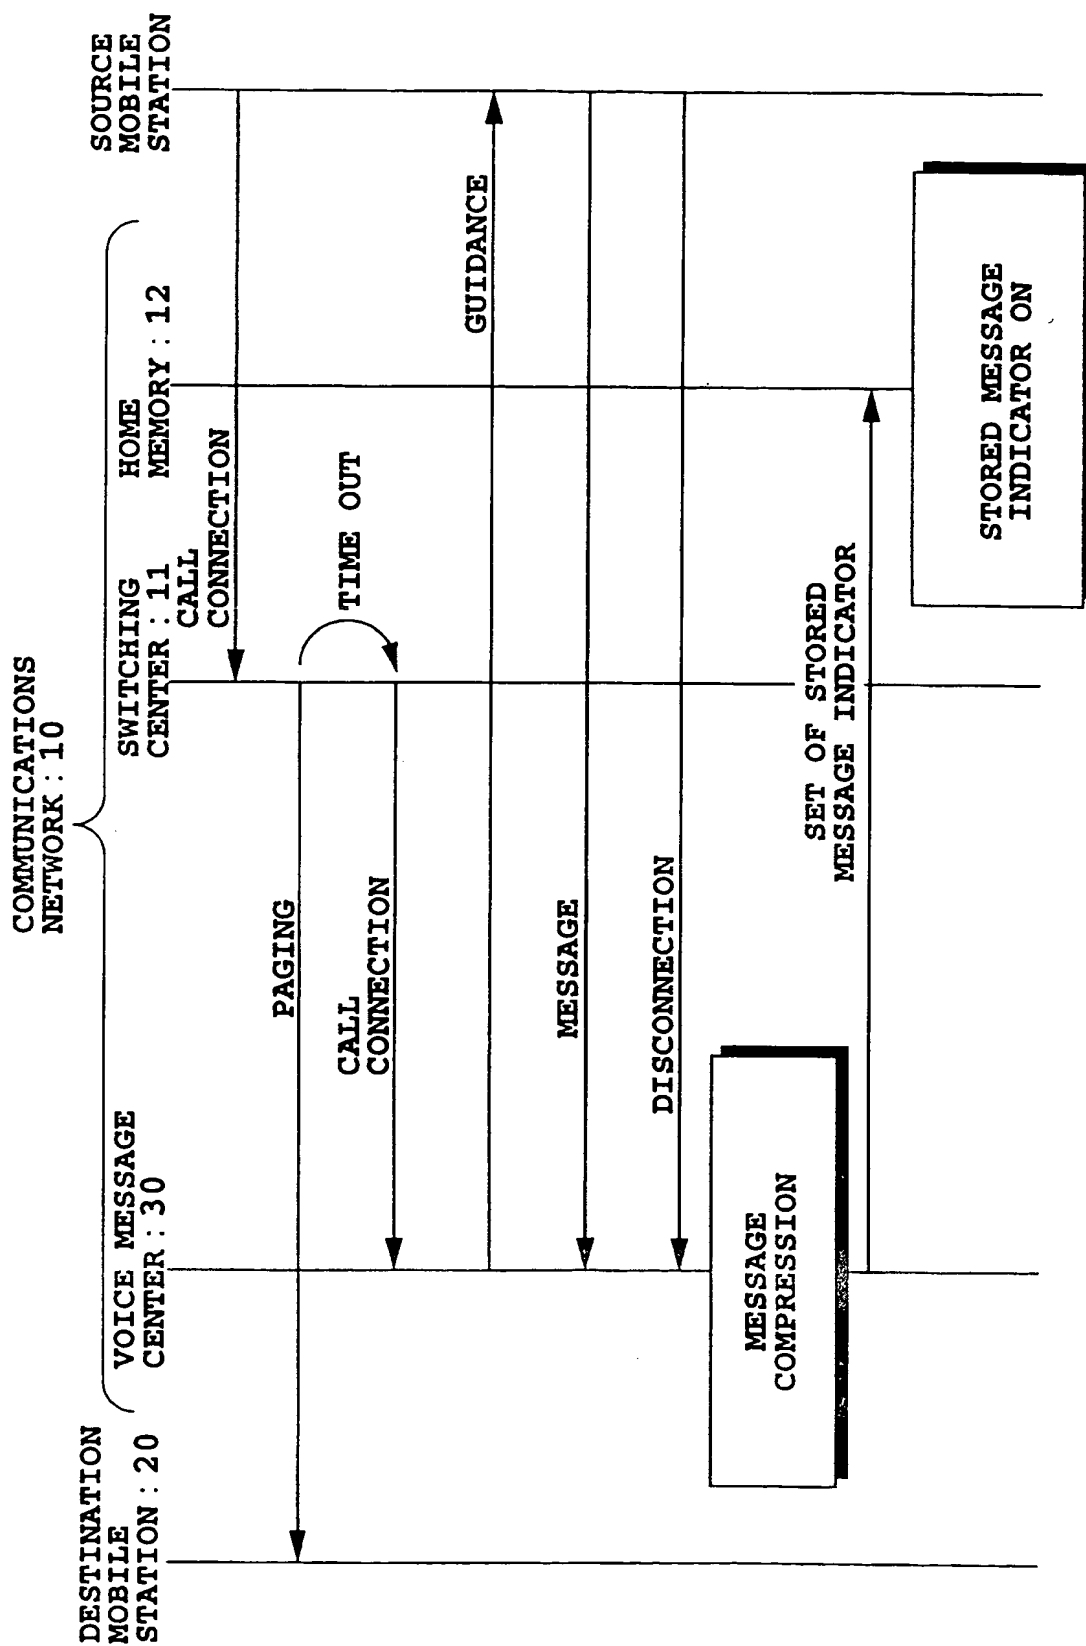 COMMUNICATIONS
NETWORK : 10
DESTINATION
MOBILE
STATION : 20
VOICE MESSAGE
CENTER : 30
SWITCHING
CENTER : 11
HOME
MEMORY : 12
SOURCE
MOBILE
STATION
CALL
CONNECTION
PAGING
TIME OUT
CALL
CONNECTION
GUIDANCE
MESSAGE
DISCONNECTION
MESSAGE
COMPRESSION
SET OF STORED
MESSAGE INDICATOR
STORED MESSAGE
INDICATOR ON